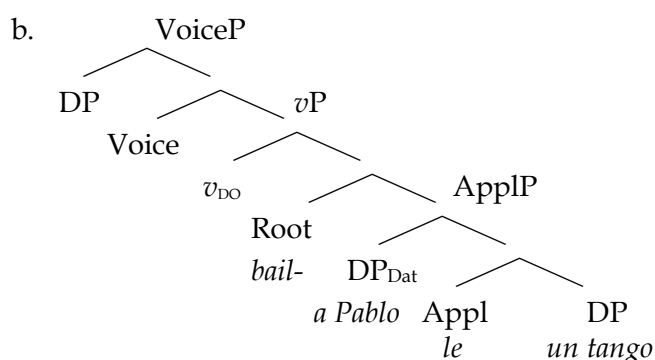 b. VoiceP
DP
Voice vP
v_DO
Root ApplP
bail- DP_Dat
a Pablo Appl DP
le un tango